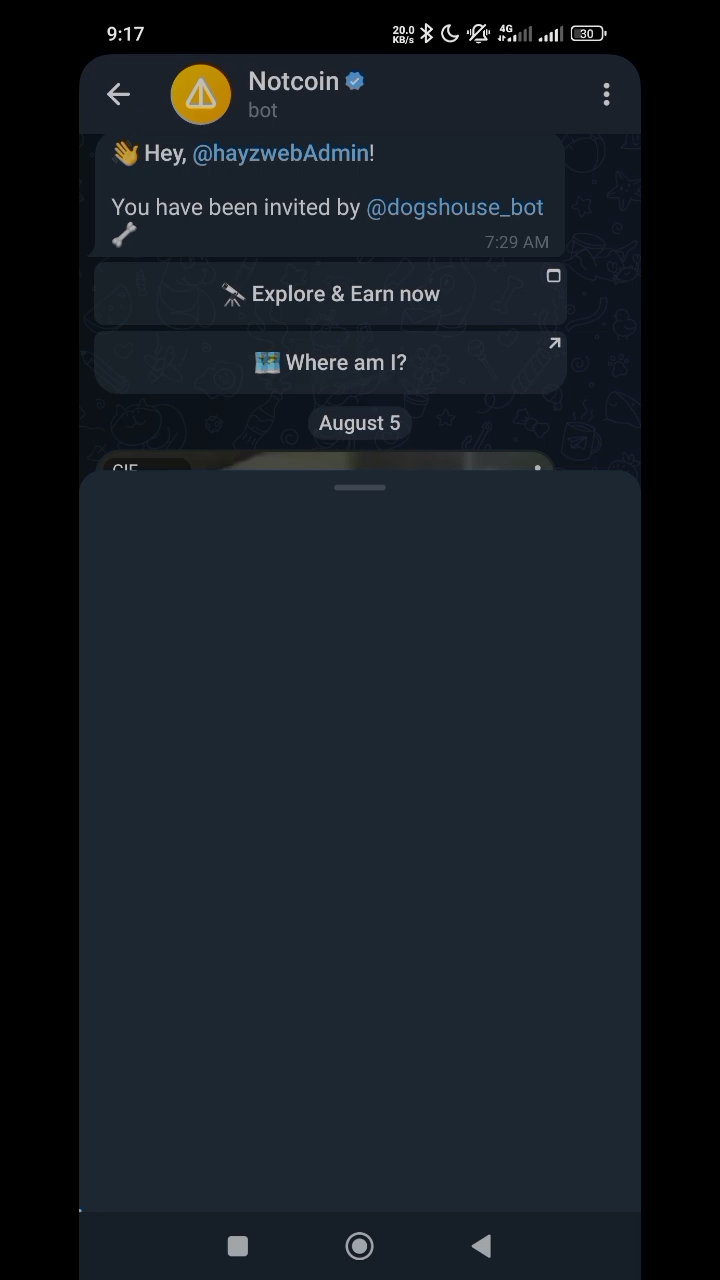 9:17
20.0
KB/s
4G
30
Notcoin
bot
👋 Hey, @hayzwebAdmin!
You have been invited by @dogshouse_bot
🦴
7:29 AM
🔭 Explore & Earn now
🗺️ Where am I?
August 5
GIF